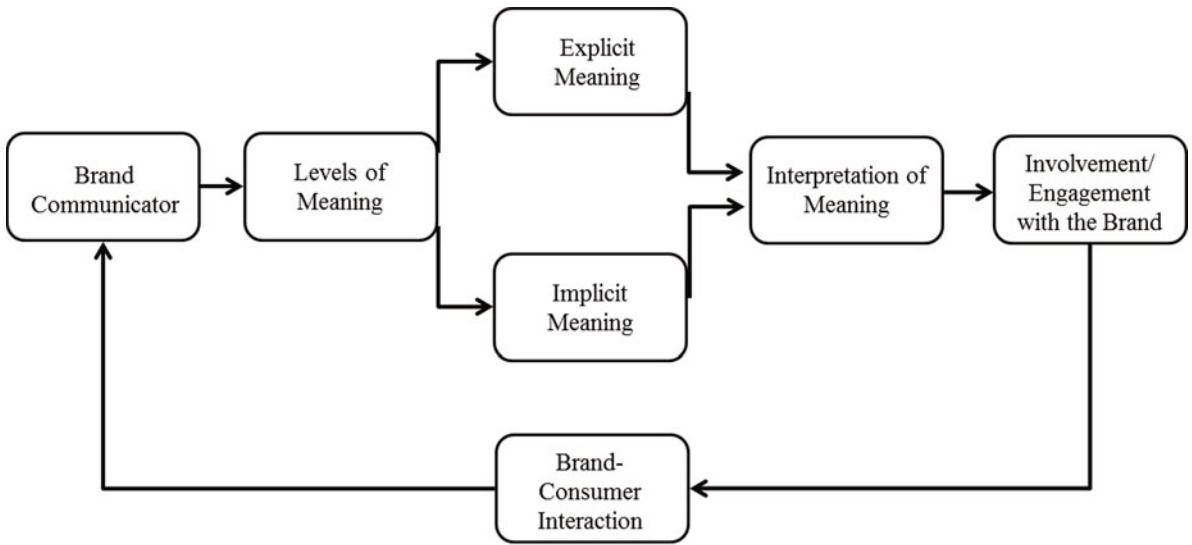 Explicit
Meaning
Brand
Communicator
Levels of
Meaning
Interpretation of
Meaning
Involvement/
Engagement
with the Brand
Implicit
Meaning
Brand-
Consumer
Interaction